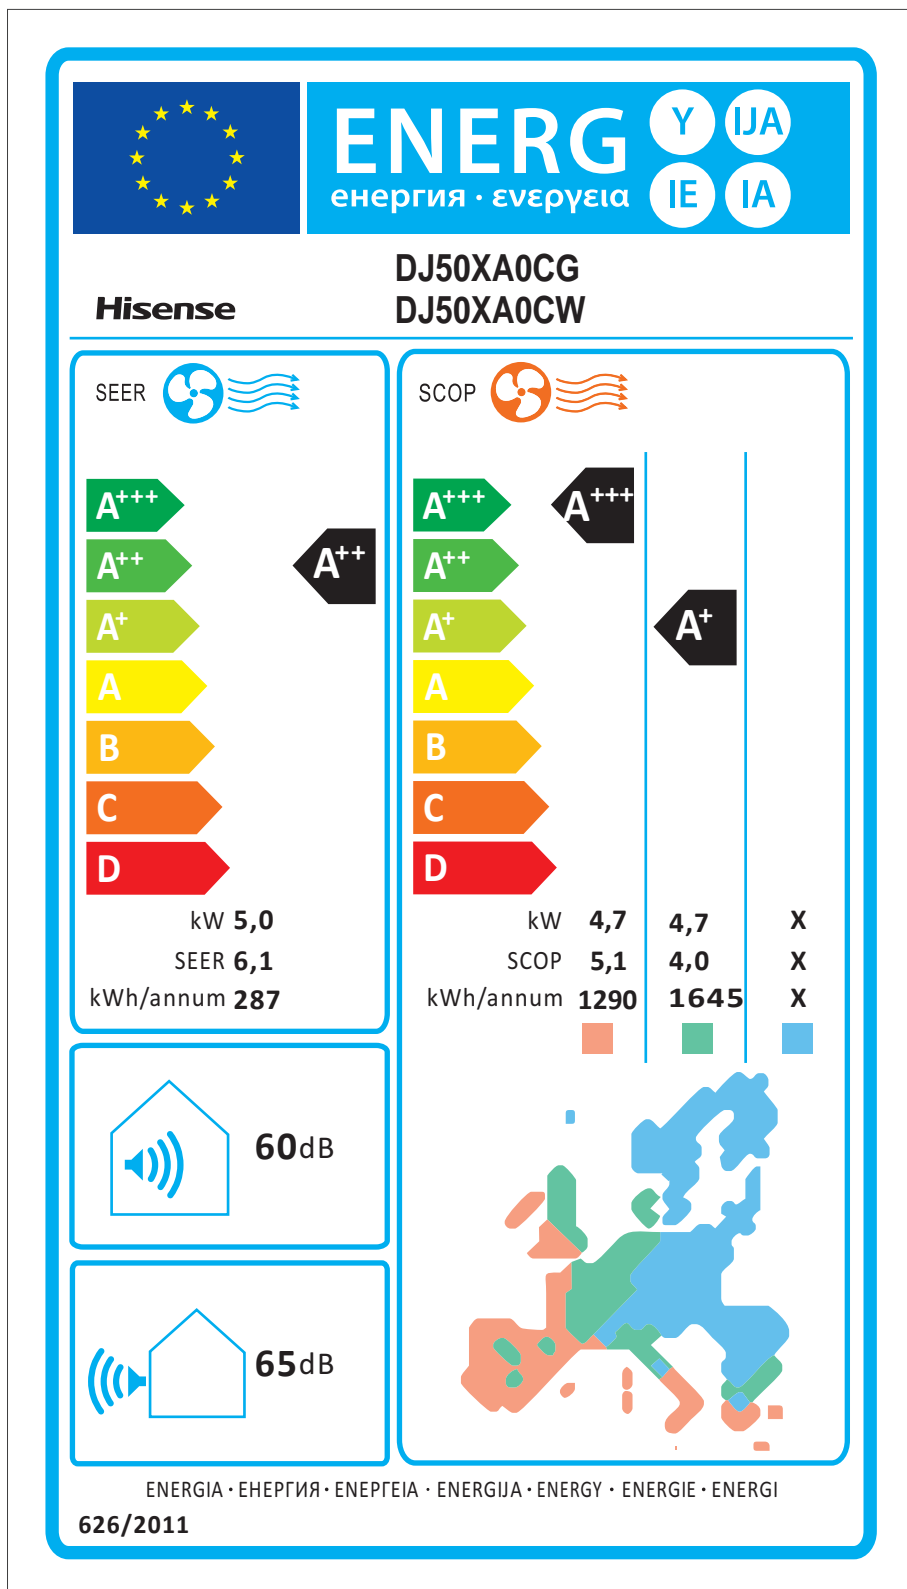 ENERG Y IJA
енергия · ενεργεια IE IA
DJ50XA0CG
Hisense DJ50XA0CW
SEER
SCOP
A+++
A++
A+
A
B
C
D
A++
kW 5,0
SEER 6,1
kWh/annum 287
A+++
A++
A+
A
B
C
D
A+++
A+
kW 4,7 4,7 X
SCOP 5,1 4,0 X
kWh/annum 1290 1645 X
60dB
65dB
ENERGIA · ЕНЕРГИЯ · ΕΝΕΡΓΕΙΑ · ENERGIJA · ENERGY · ENERGIE · ENERGI
626/2011